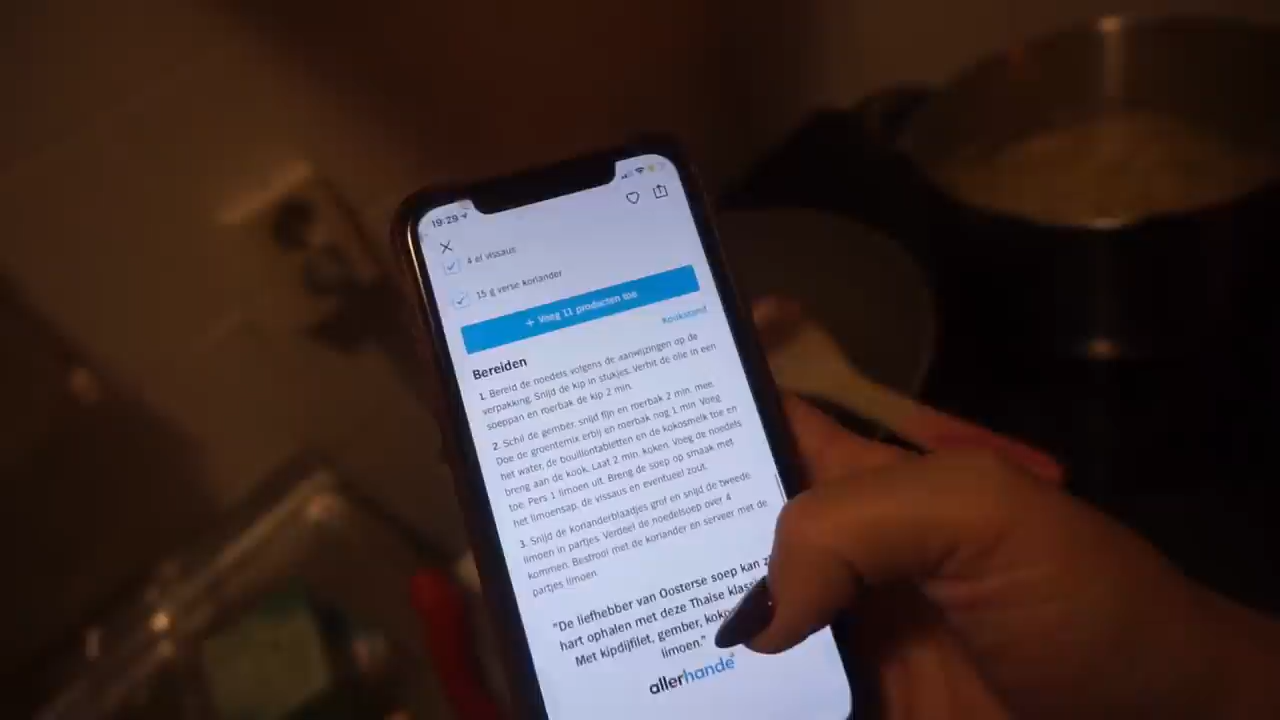 19:29
4 el vissaus
15 g verse koriander
+ Voeg 11 producten toe
Kookstand
Bereiden
1. Bereid de noedels volgens de aanwijzingen op de
verpakking. Snijd de kip in stukjes. Verhit de olie in een
soeppan en roerbak de kip 2 min.
2. Schil de gember, snijd fijn en roerbak 2 min. mee.
Doe de groentemix erbij en roerbak nog 1 min. Voeg
het water, de bouillontabletten en de kokosmelk toe en
breng aan de kook. Laat 2 min. koken. Voeg de noedels
toe. Pers 1 limoen uit. Breng de soep op smaak met
het limoensap, de vissaus en eventueel zout.
3. Snijd de korianderblaadjes grof en snijd de tweede
limoen in partjes. Verdeel de noedelsoep over 4
kommen. Bestrooi met de koriander en serveer met de
partjes limoen.
"De liefhebber van Oosterse soep kan
hart ophalen met deze Thaise
Met kipdijfilet, gember,
limoen."
allerhande